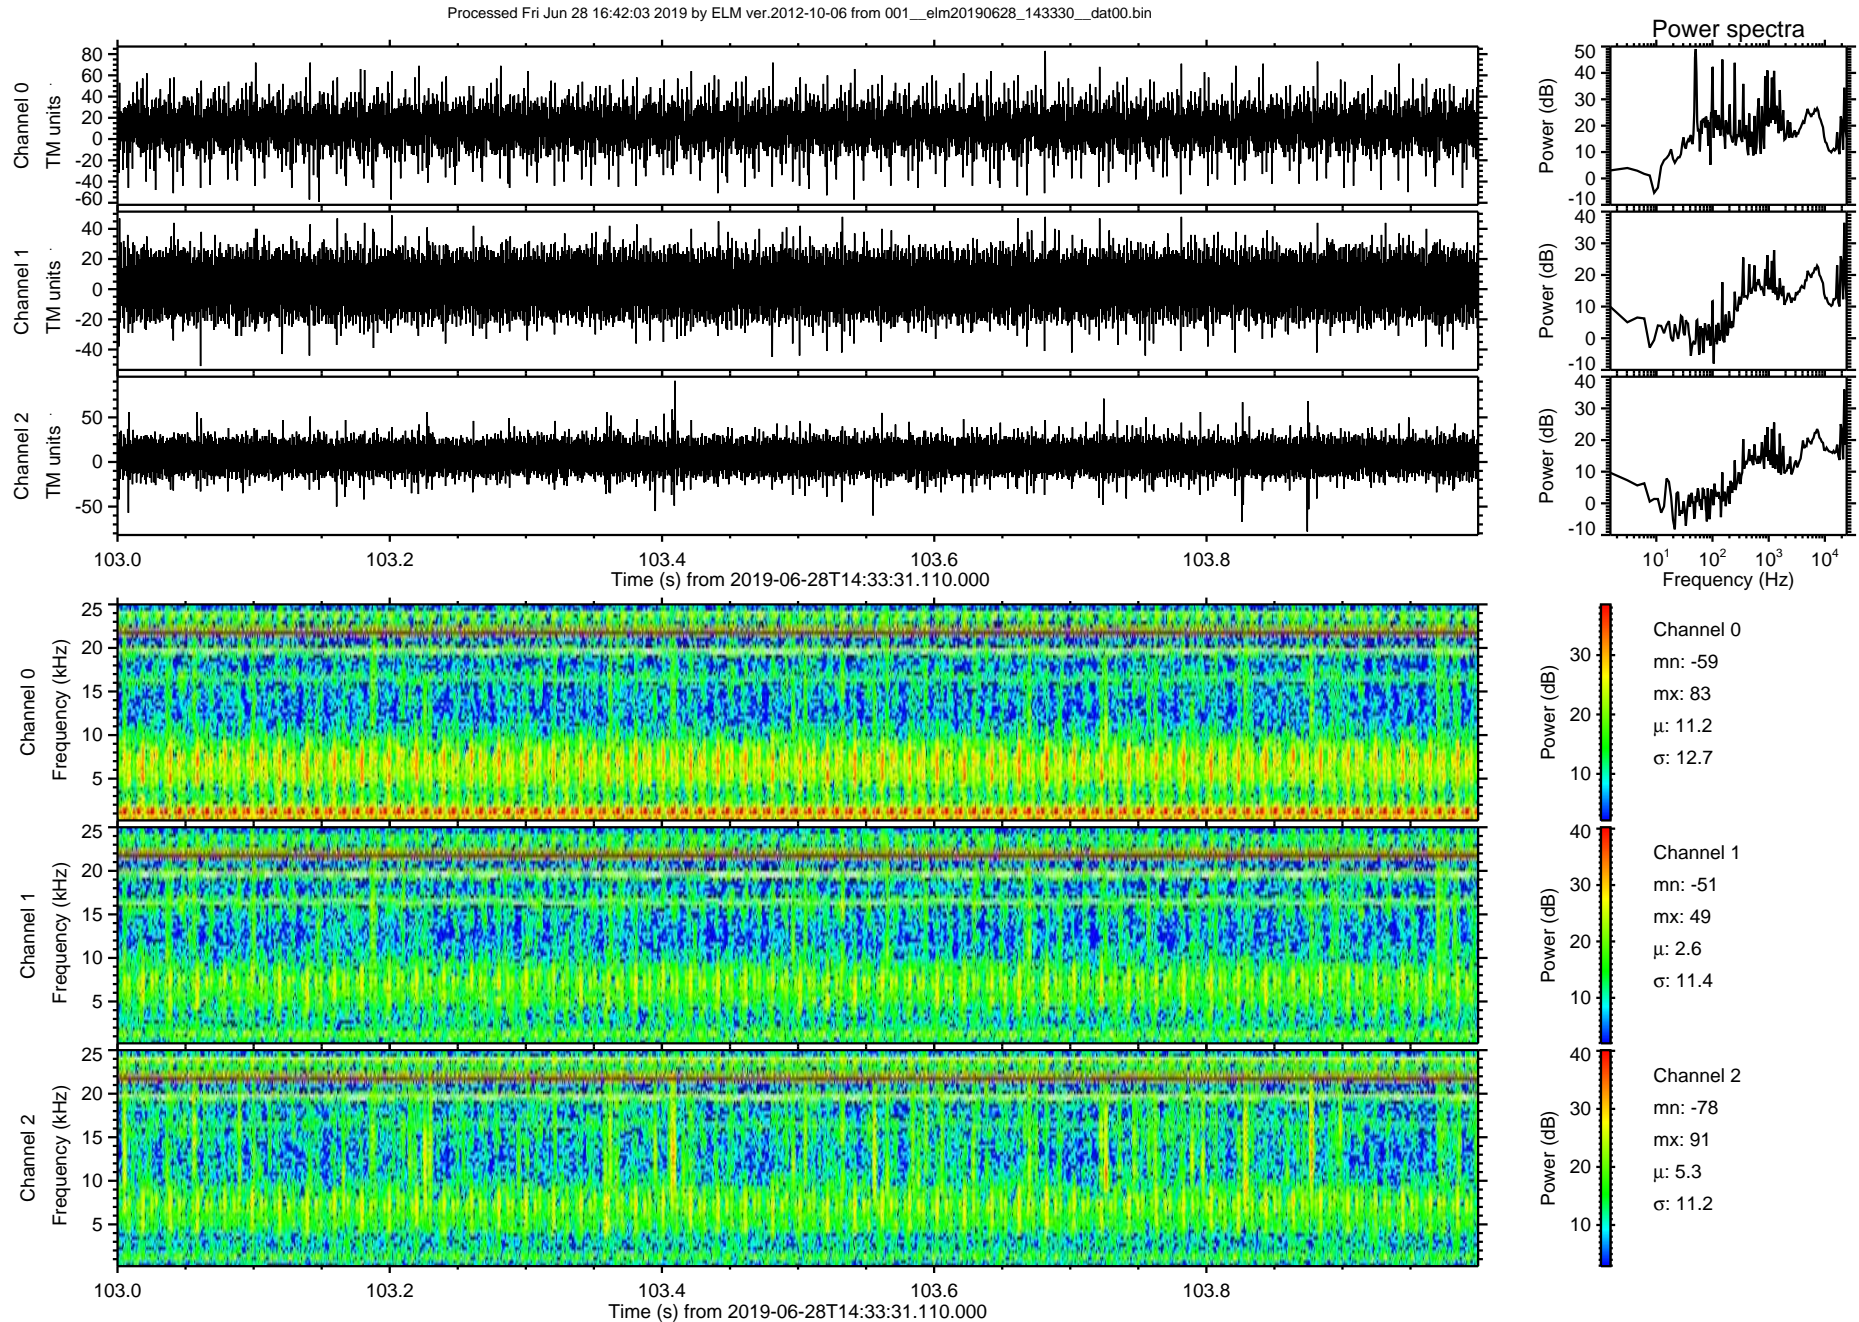 Processed Fri Jun 28 16:42:03 2019 by ELM ver.2012-10-06 from 001__elm20190628_143330__dat00.bin
Power spectra
Channel 0
TM units
80
60
40
20
0
-20
-40
-60
Power (dB)
50
40
30
20
10
0
-10
Channel 1
TM units
40
20
0
-20
-40
Power (dB)
40
30
20
10
0
-10
Channel 2
TM units
50
0
-50
Power (dB)
40
30
20
10
0
-10
103.0 103.2 103.4 103.6 103.8
Time (s) from 2019-06-28T14:33:31.110.000
10^1 10^2 10^3 10^4
Frequency (Hz)
Channel 0
Frequency (kHz)
25
20
15
10
5
Power (dB)
30
20
10
Channel 0
mn: -59
mx: 83
μ: 11.2
σ: 12.7
Channel 1
Frequency (kHz)
25
20
15
10
5
Power (dB)
40
30
20
10
Channel 1
mn: -51
mx: 49
μ: 2.6
σ: 11.4
Channel 2
Frequency (kHz)
25
20
15
10
5
Power (dB)
40
30
20
10
Channel 2
mn: -78
mx: 91
μ: 5.3
σ: 11.2
103.0 103.2 103.4 103.6 103.8
Time (s) from 2019-06-28T14:33:31.110.000